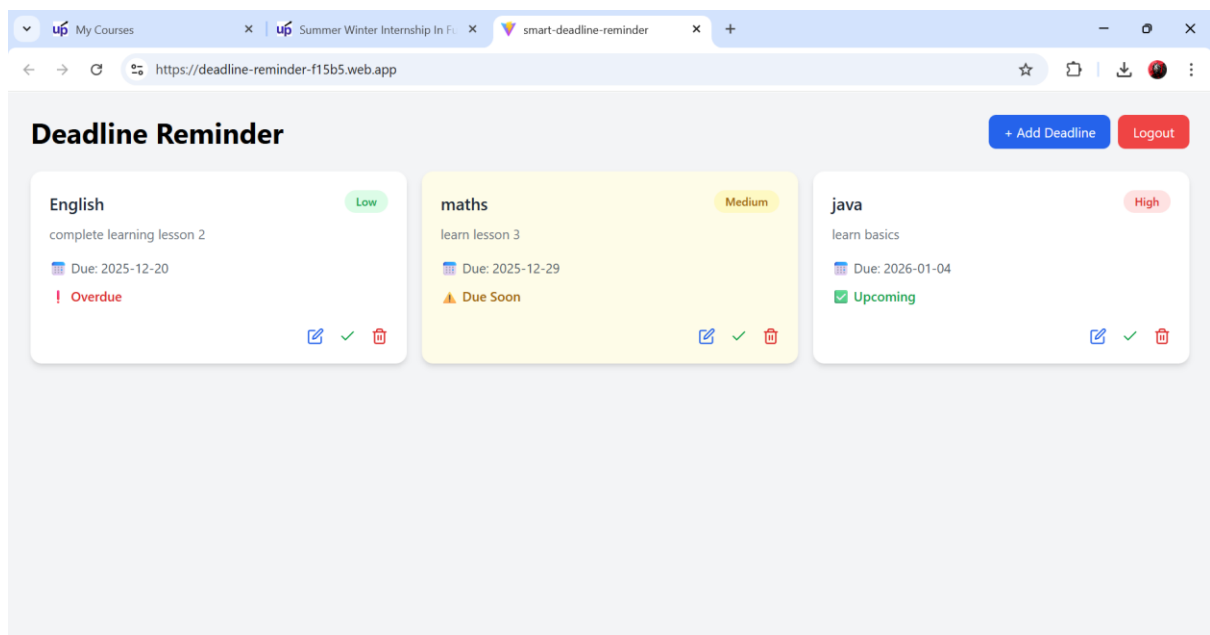 My Courses
Summer Winter Internship In Fu
smart-deadline-reminder
https://deadline-reminder-f15b5.web.app
Deadline Reminder
+ Add Deadline
Logout
English
Low
complete learning lesson 2
Due: 2025-12-20
Overdue
maths
Medium
learn lesson 3
Due: 2025-12-29
Due Soon
java
High
learn basics
Due: 2026-01-04
Upcoming